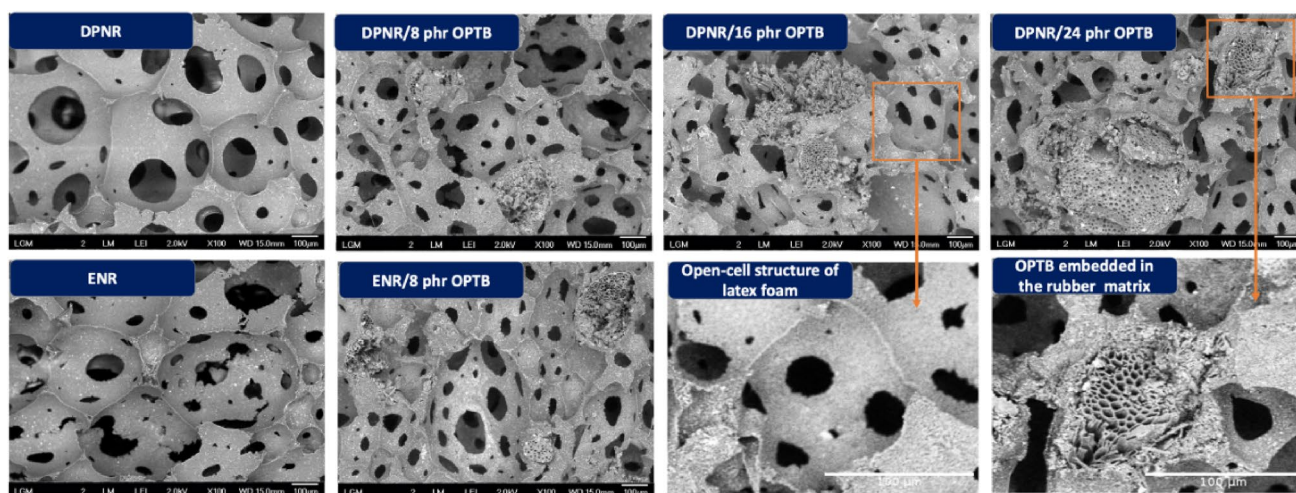 DPNR
DPNR/8 phr OPTB
DPNR/16 phr OPTB
DPNR/24 phr OPTB
LGM 2 LM LEI 2.0kV X100 WD 15.0mm 100μm
LGM 2 LM LEI 2.0kV X100 WD 15.0mm 100μm
LGM 2 LM LEI 2.0kV X100 WD 15.0mm 100μm
LGM 2 LM LEI 2.0kV X100 WD 15.0mm 100μm
ENR
ENR/8 phr OPTB
Open-cell structure of
latex foam
OPTB embedded in
the rubber matrix
LGM 2 LM LEI 2.0kV X100 WD 15.0mm 100μm
LGM 2 LM LEI 2.0kV X100 WD 15.0mm 100μm
100 μm
100 μm